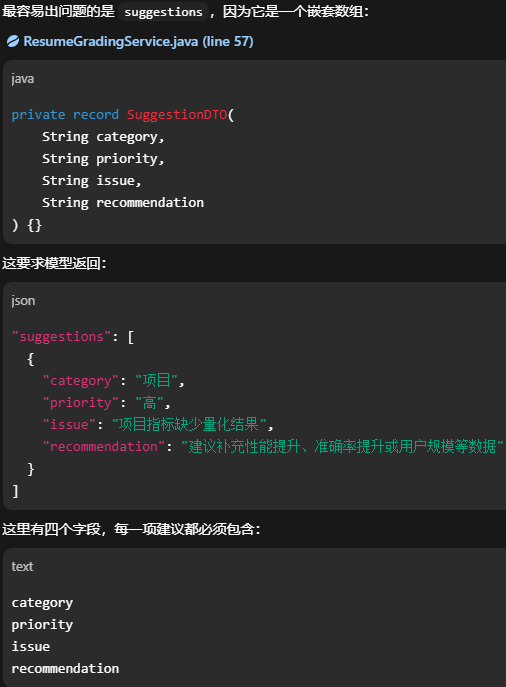 最容易出问题的是 suggestions，因为它是一个嵌套数组：
ResumeGradingService.java (line 57)
java
private record SuggestionDTO(
    String category,
    String priority,
    String issue,
    String recommendation
) {}
这要求模型返回：
json
"suggestions": [
  {
    "category": "项目",
    "priority": "高",
    "issue": "项目指标缺少量化结果",
    "recommendation": "建议补充性能提升、准确率提升或用户规模等数据"
  }
]
这里有四个字段，每一项建议都必须包含：
text
category
priority
issue
recommendation